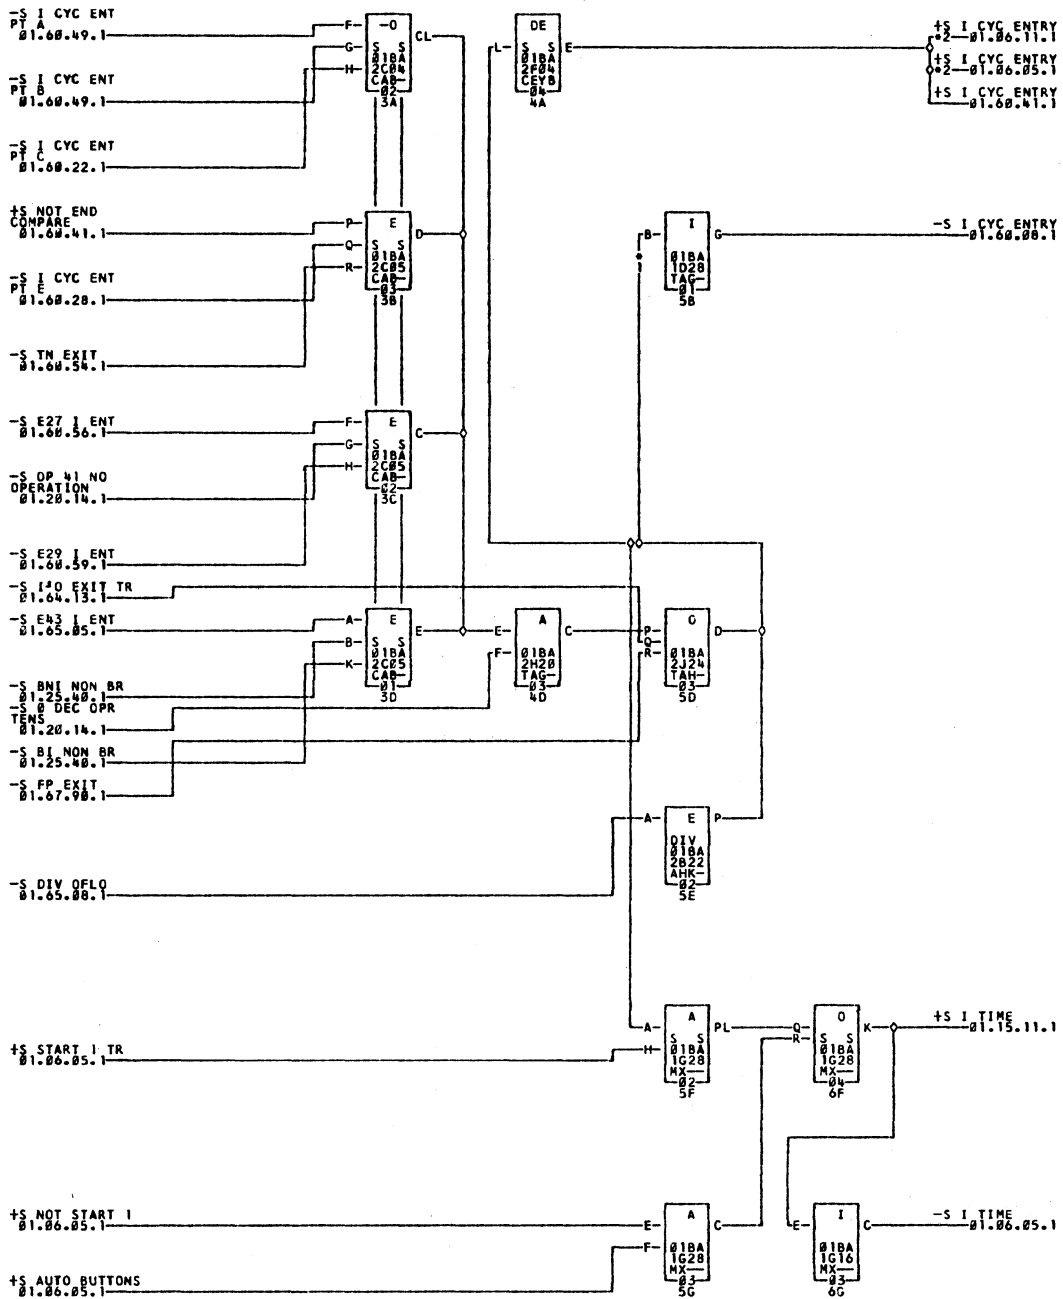 -S I CYC ENT
PT A
01.60.49.1
-S I CYC ENT
PT B
01.60.49.1
-S I CYC ENT
PT C
01.60.22.1
+S NOT END
COMPARE
01.60.41.1
-S I CYC ENT
PT E
01.60.28.1
-S TN EXIT
01.60.54.1
-S E27 I ENT
01.60.56.1
-S OP 41 NO
OPERATION
01.20.14.1
-S E29 I ENT
01.60.59.1
-S I*O EXIT TR
01.64.13.1
-S E43 I ENT
01.65.05.1
-S BNI NON BR
01.25.40.1
-S 0 DEC OPR
TENS
01.20.14.1
-S BI NON BR
01.25.40.1
-S FP EXIT
01.67.90.1
-S DIV OFLO
01.65.08.1
+S START I TR
01.06.05.1
+S NOT START I
01.06.05.1
+S AUTO BUTTONS
01.06.05.1
F
G
H
-O
S S
01BA
2C04
CAB-
02
3A
CL
P
Q
R
E
S S
01BA
2C05
CAB-
03
3B
D
F
G
H
E
S S
01BA
2C05
CAB-
02
3C
C
A
B
K
E
S S
01BA
2C05
CAB-
01
3D
E
L
DE
S S
01BA
2F04
CEYB
04
4A
E
E
F
A
01BA
2H20
TAG-
03
4D
C
B
*
1
I
01BA
1D28
TAG-
01
5B
G
P
Q
R
O
01BA
2J24
TAH-
03
5D
D
A
E
DIV
01BA
2B22
AHK-
02
5E
P
A
H
A
S S
01BA
1G28
MX--
02
5F
PL
Q
R
O
S S
01BA
1G28
MX--
04
6F
K
E
F
A
01BA
1G28
MX--
03
5G
C
E
I
01BA
1G16
MX--
03
6G
C
+S I CYC ENTRY
*2-01.06.11.1
+S I CYC ENTRY
*2-01.06.05.1
+S I CYC ENTRY
01.60.41.1
-S I CYC ENTRY
01.60.08.1
+S I TIME
01.15.11.1
-S I TIME
01.06.05.1